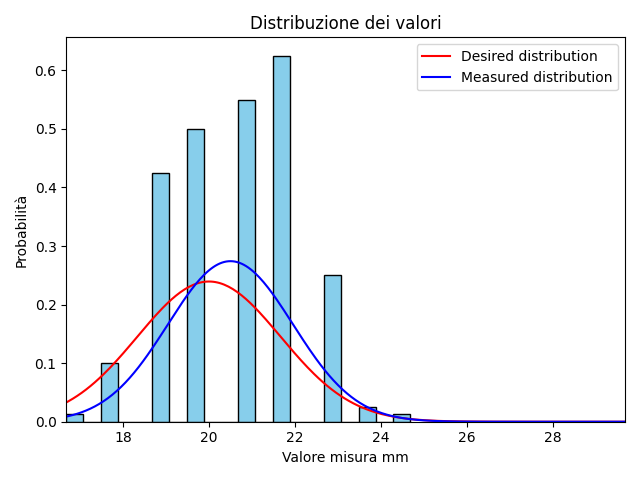 Distribuzione dei valori
Desired distribution
Measured distribution
Probabilità
0.6
0.5
0.4
0.3
0.2
0.1
0.0
18 20 22 24 26 28
Valore misura mm